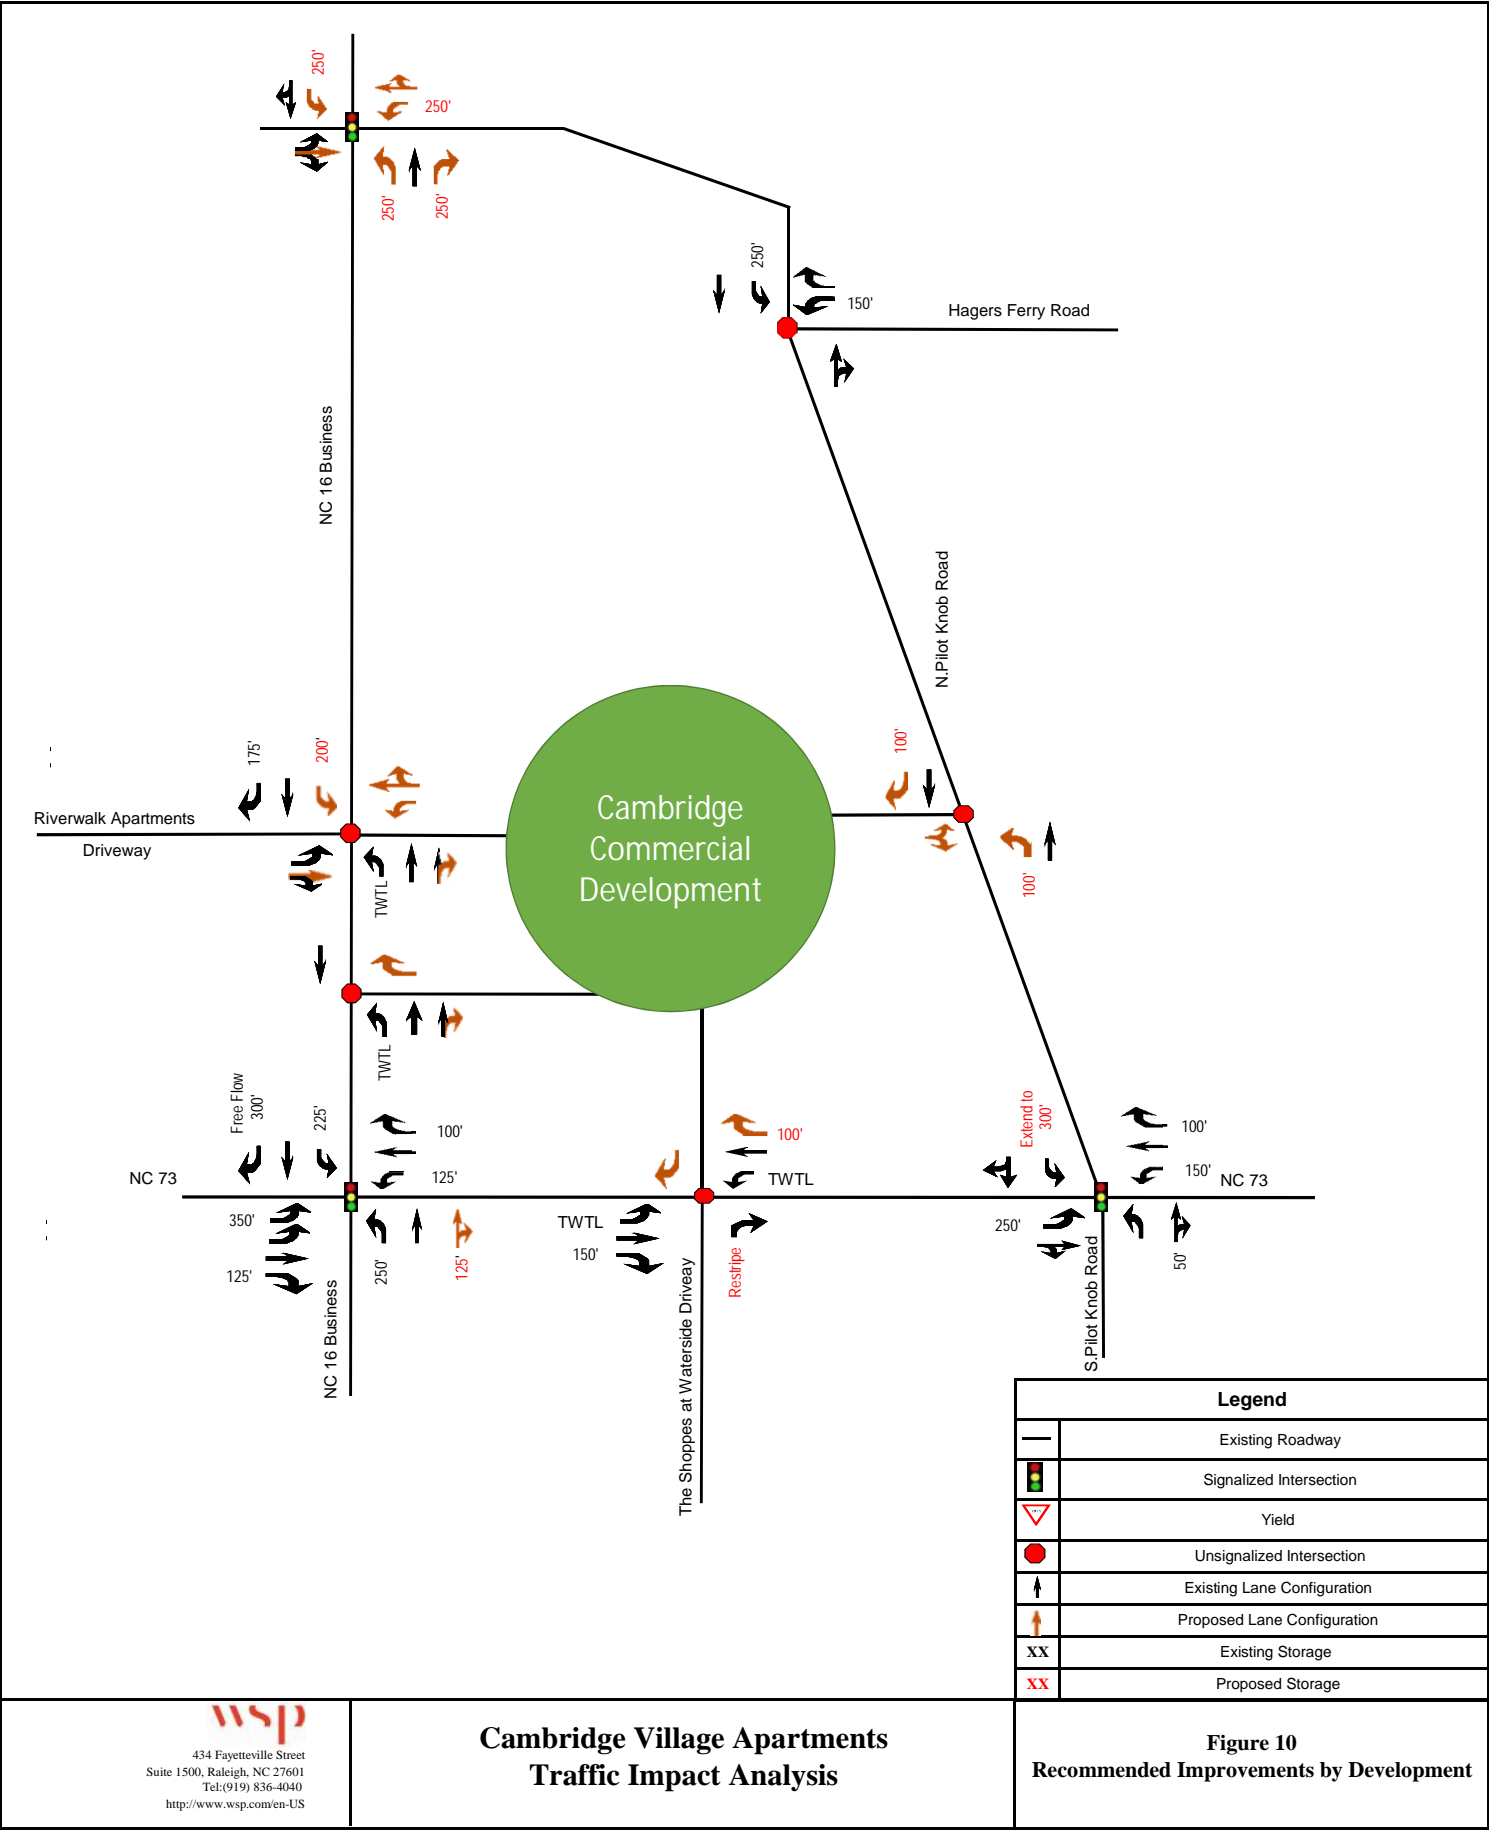 250'
250'
250'
250'
250'
150'
Hagers Ferry Road
NC 16 Business
N.Pilot Knob Road
175'
200'
100'
Riverwalk Apartments
Driveway
Cambridge
Commercial
Development
TWTL
100'
TWTL
Free Flow
300'
225'
100'
125'
100'
TWTL
Extend to
300'
100'
150'
NC 73
NC 73
350'
125'
250'
125'
TWTL
150'
Restripe
250'
50'
NC 16 Business
The Shoppes at Waterside Driveay
S.Pilot Knob Road
Legend
Existing Roadway
Signalized Intersection
Yield
Unsignalized Intersection
Existing Lane Configuration
Proposed Lane Configuration
XX Existing Storage
XX Proposed Storage
wsp
434 Fayetteville Street
Suite 1500, Raleigh, NC 27601
Tel:(919) 836-4040
http://www.wsp.com/en-US
Cambridge Village Apartments
Traffic Impact Analysis
Figure 10
Recommended Improvements by Development